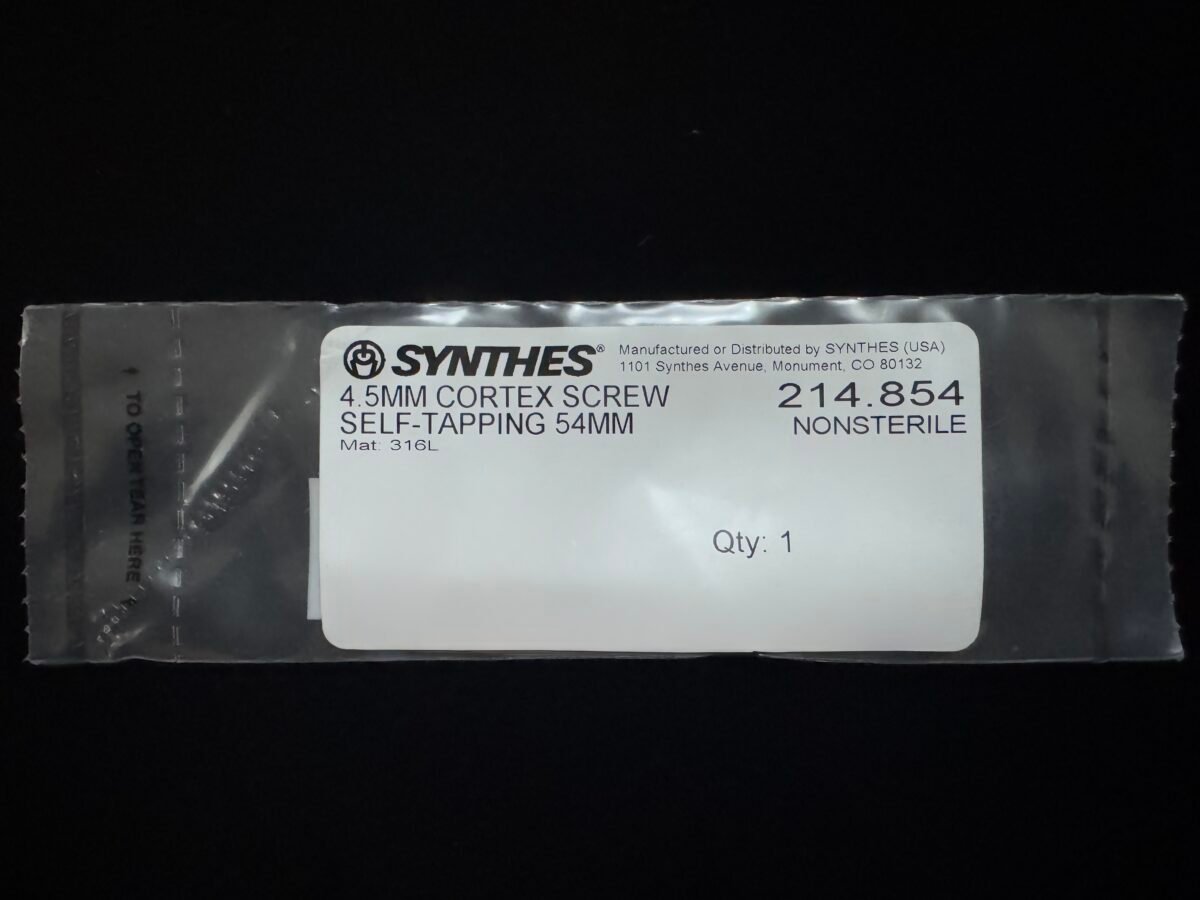 SYNTHES®
Manufactured or Distributed by SYNTHES (USA)
1101 Synthes Avenue, Monument, CO 80132
4.5MM CORTEX SCREW
SELF-TAPPING 54MM
Mat: 316L
214.854
NONSTERILE
Qty: 1
TO OPEN TEAR HERE